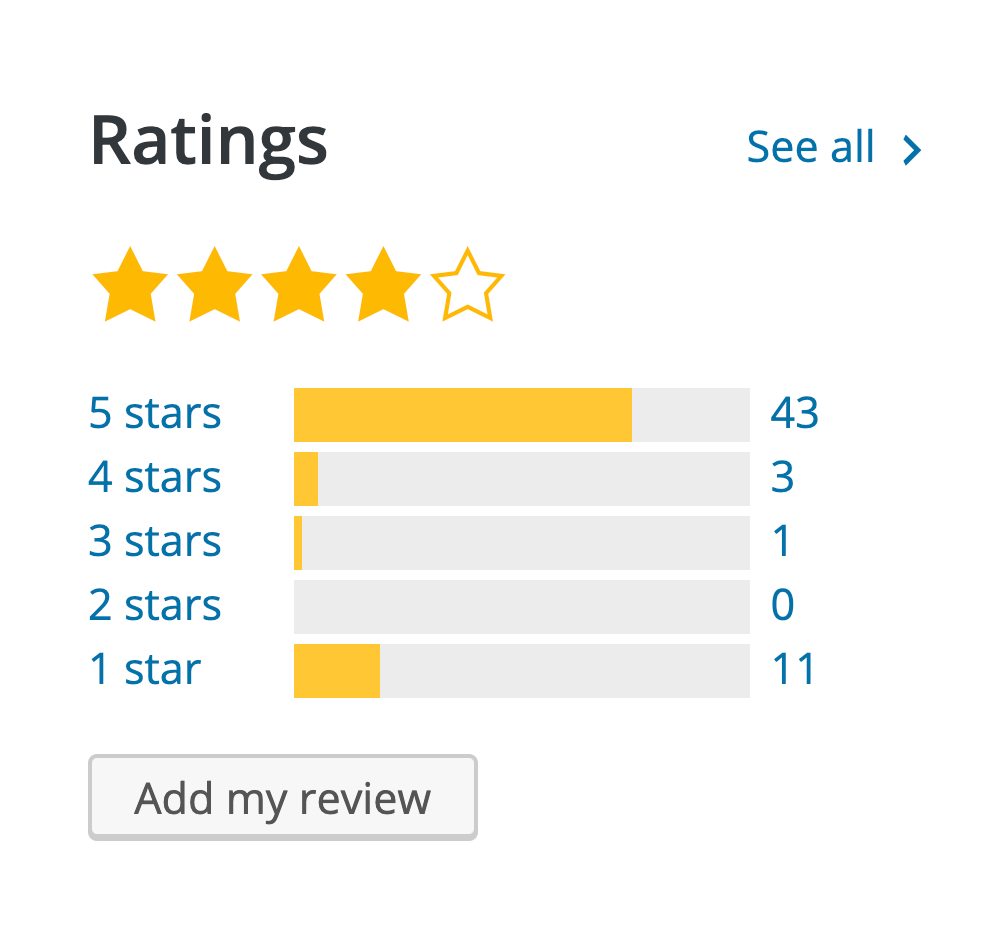 Ratings
See all
5 stars 43
4 stars 3
3 stars 1
2 stars 0
1 star 11
Add my review